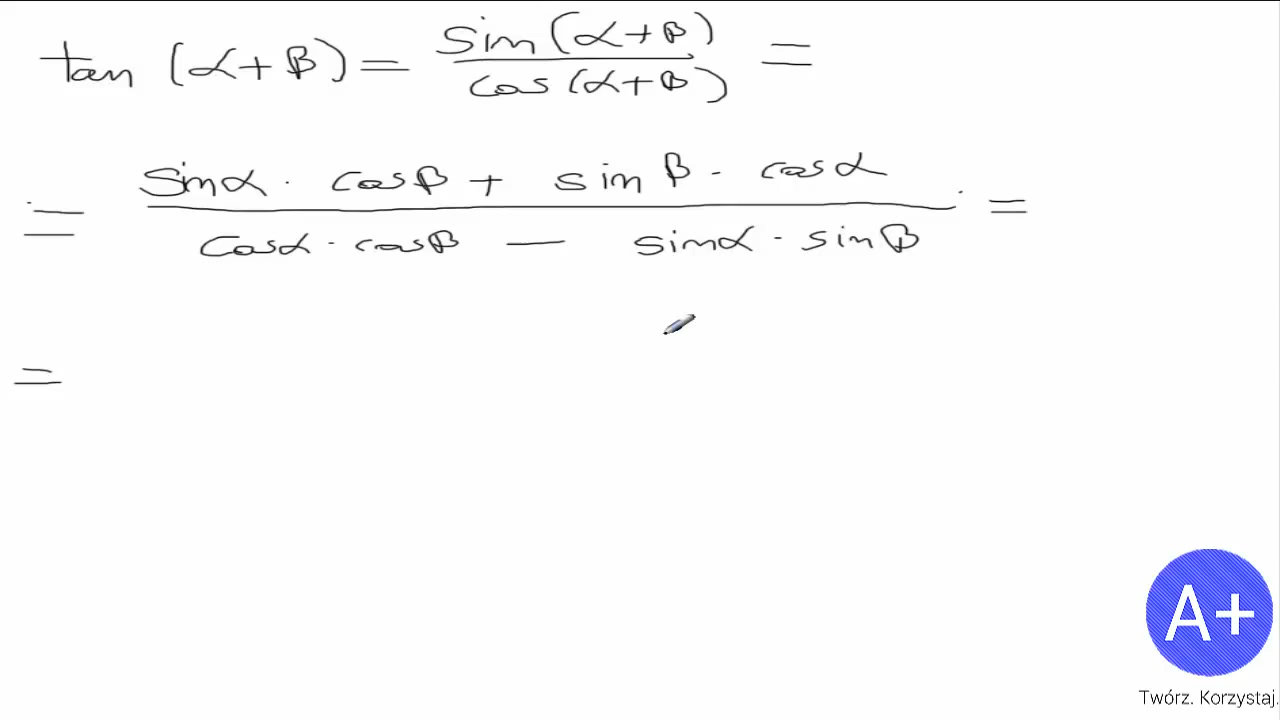 tan (α+β) = sin(α+β) / cos(α+β) =
= sinα · cosβ + sinβ · cosα / cosα · cosβ — sinα · sinβ =
=
A+
Twórz. Korzystaj.